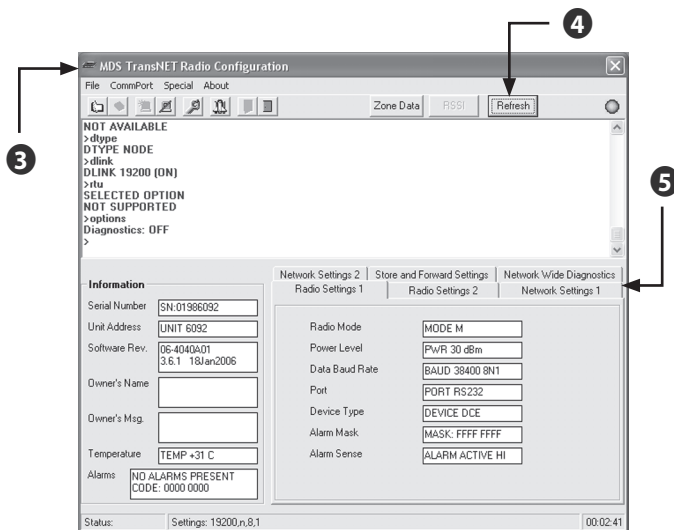 4
MDS TransNET Radio Configuration
3
File CommPort Special About
Zone Data RSSI Refresh
NOT AVAILABLE
>dtype
DTYPE NODE
>dlink
DLINK 19200 (ON)
>rtu
SELECTED OPTION
NOT SUPPORTED
>options
Diagnostics: OFF
>
5
Network Settings 2 Store and Forward Settings Network Wide Diagnostics
Radio Settings 1 Radio Settings 2 Network Settings 1
Information
Serial Number SN:01986092
Unit Address UNIT 6092
Software Rev. 06-4040A01
3.6.1 18Jan2006
Owner's Name
Owner's Msg.
Temperature TEMP +31 C
Alarms NO ALARMS PRESENT
CODE: 0000 0000
Radio Mode MODE M
Power Level PWR 30 dBm
Data Baud Rate BAUD 38400 8N1
Port PORT RS232
Device Type DEVICE DCE
Alarm Mask MASK: FFFF FFFF
Alarm Sense ALARM ACTIVE HI
Status: Settings: 19200,n,8,1 00:02:41